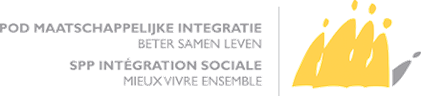 POD MAATSCHAPPELIJKE INTEGRATIE
BETER SAMEN LEVEN
SPP INTÉGRATION SOCIALE
MIEUX VIVRE ENSEMBLE